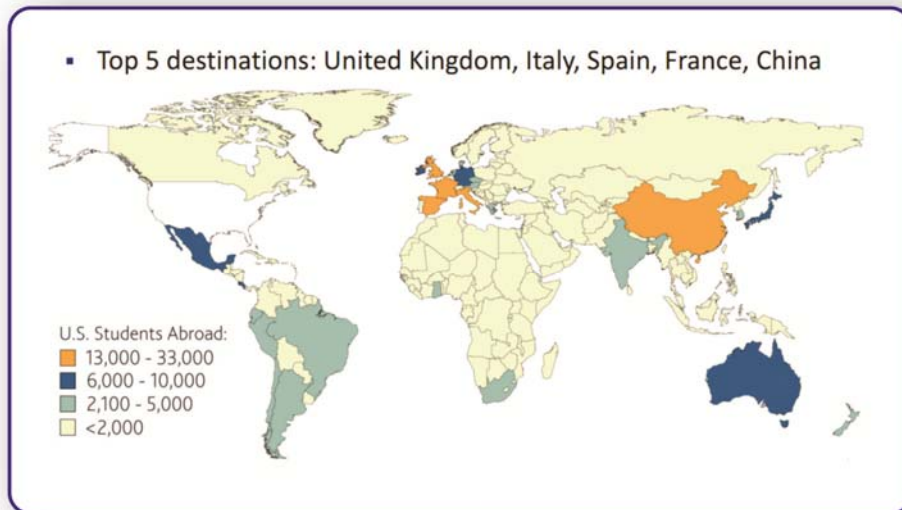 ▪ Top 5 destinations: United Kingdom, Italy, Spain, France, China
U.S. Students Abroad:
13,000 - 33,000
6,000 - 10,000
2,100 - 5,000
<2,000